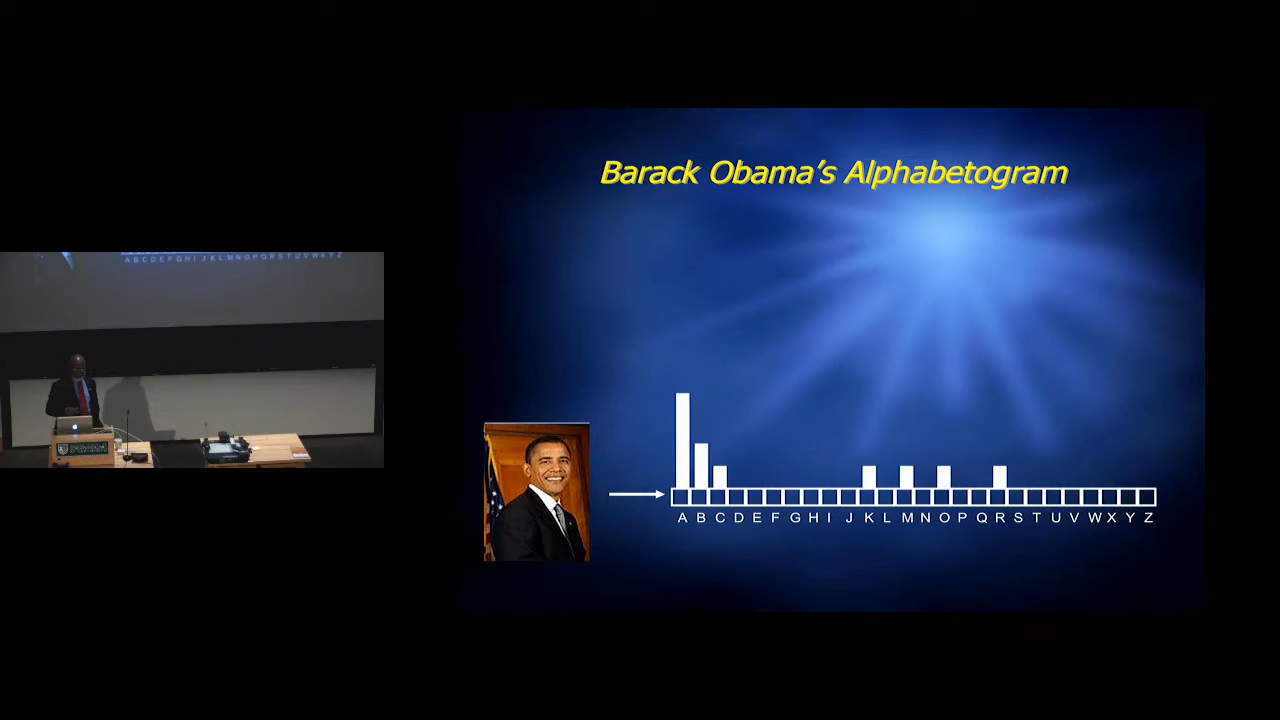 Barack Obama's Alphabetogram
A B C D E F G H I J K L M N O P Q R S T U V W X Y Z
A B C D E F G H I J K L M N O P Q R S T U V W X Y Z